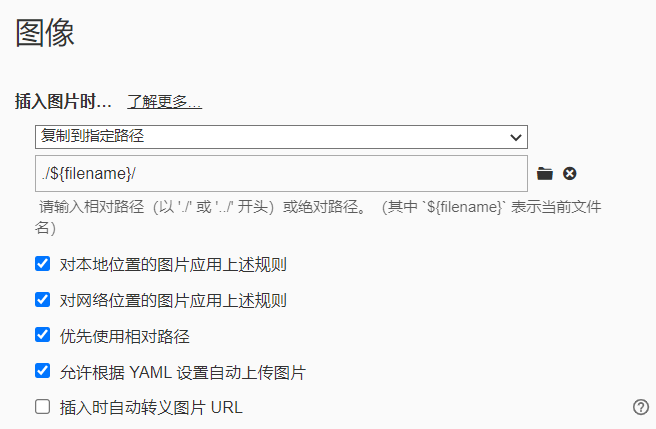 图像
插入图片时... 了解更多...
复制到指定路径
./${filename}/
请输入相对路径（以 './' 或 '../' 开头）或绝对路径。（其中 `${filename}` 表示当前文件
名）
对本地位置的图片应用上述规则
对网络位置的图片应用上述规则
优先使用相对路径
允许根据 YAML 设置自动上传图片
插入时自动转义图片 URL